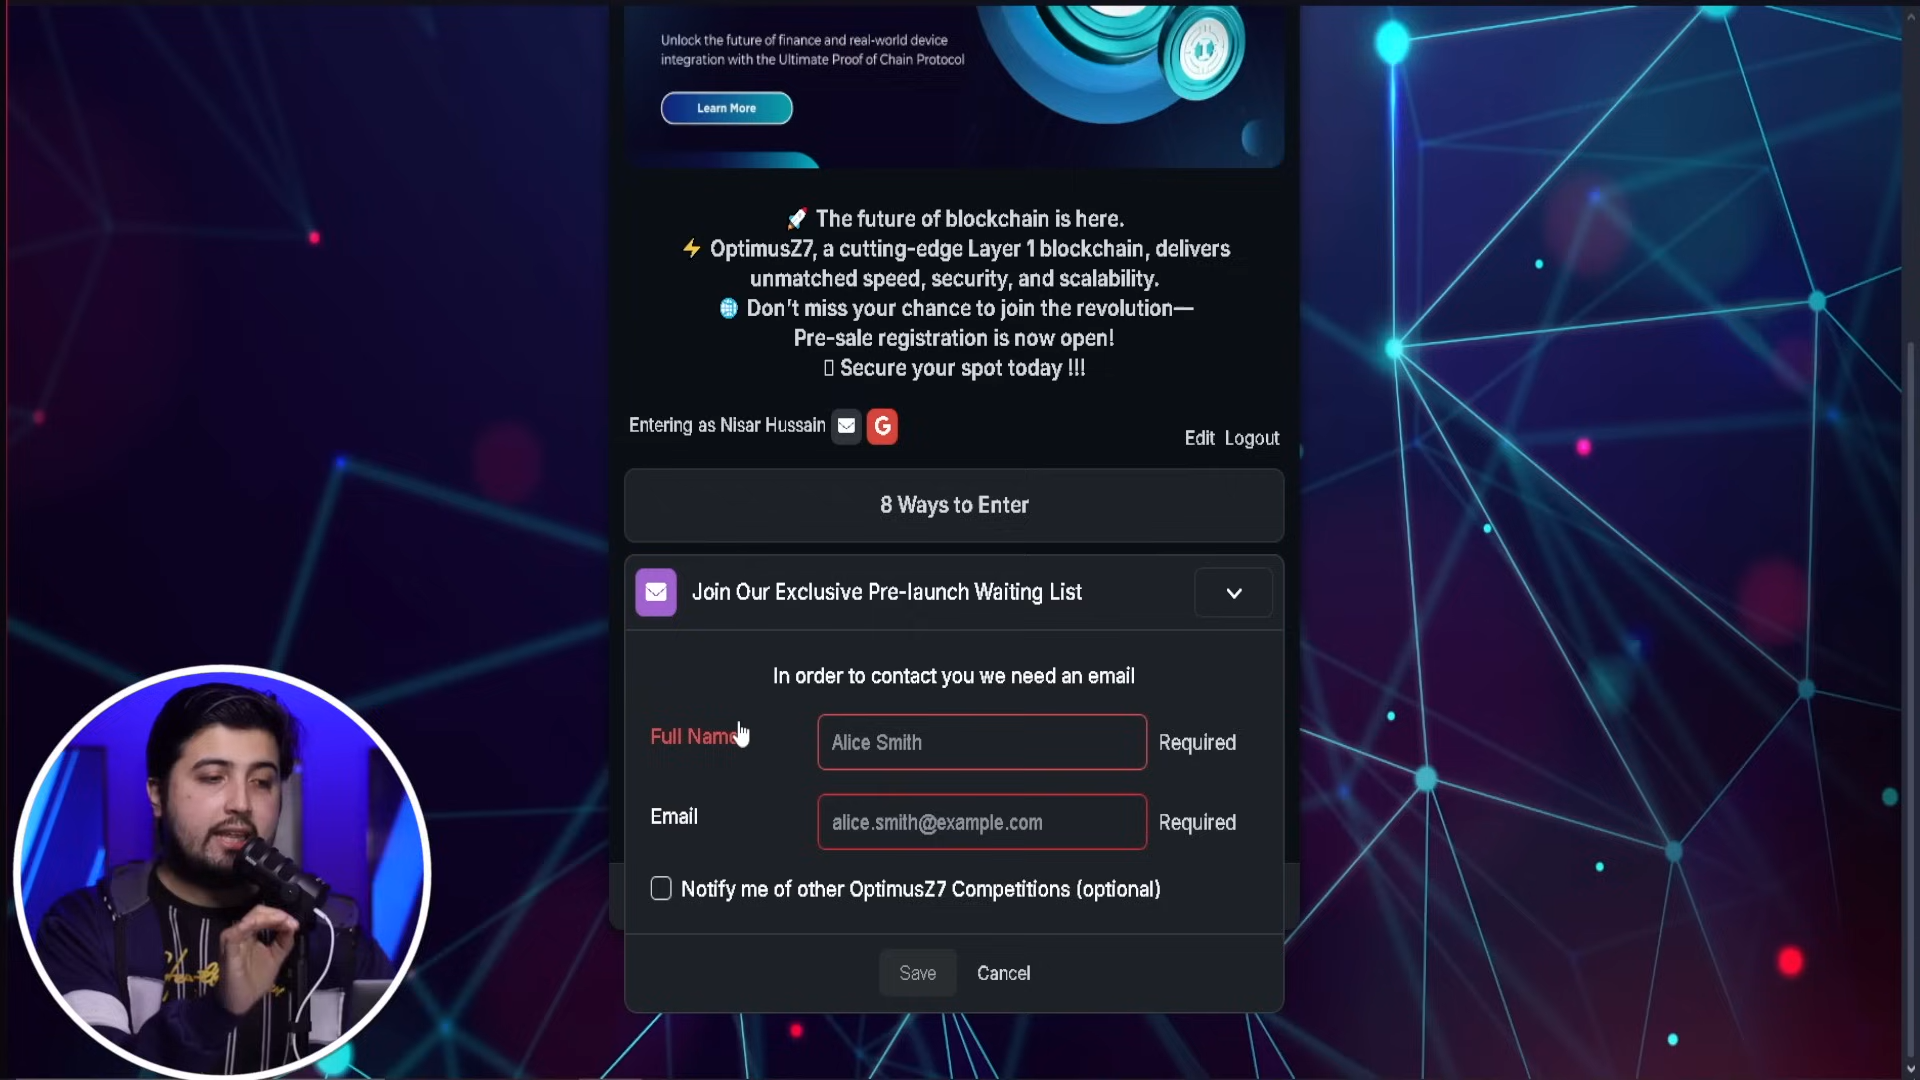 Unlock the future of finance and real-world device
integration with the Ultimate Proof of Chain Protocol
Learn More
🚀 The future of blockchain is here.
⚡ OptimusZ7, a cutting-edge Layer 1 blockchain, delivers
unmatched speed, security, and scalability.
🌐 Don't miss your chance to join the revolution—
Pre-sale registration is now open!
Secure your spot today !!!
Entering as Nisar Hussain
G
Edit Logout
8 Ways to Enter
Join Our Exclusive Pre-launch Waiting List
In order to contact you we need an email
Full Name
Alice Smith
Required
Email
alice.smith@example.com
Required
Notify me of other OptimusZ7 Competitions (optional)
Save
Cancel